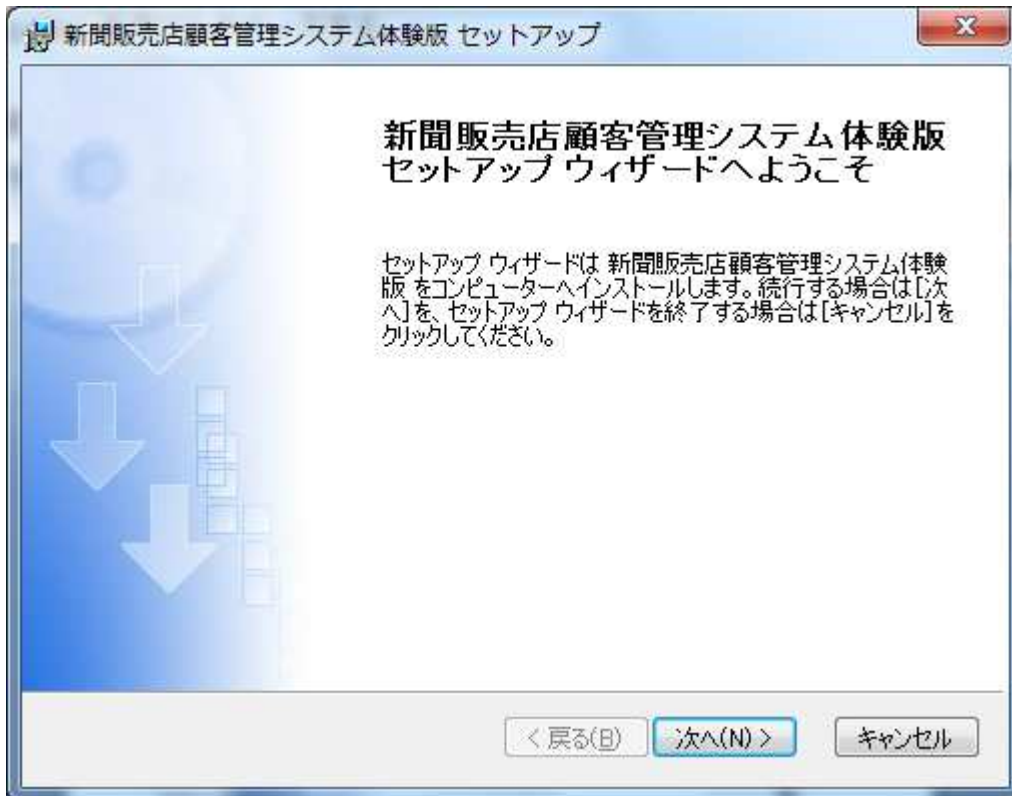 新聞販売店顧客管理システム体験版 セットアップ
新聞販売店顧客管理システム体験版
セットアップ ウィザードへようこそ
セットアップ ウィザードは 新聞販売店顧客管理システム体験
版 をコンピューターへインストールします。続行する場合は[次
へ]を、セットアップ ウィザードを終了する場合は[キャンセル]を
クリックしてください。
< 戻る(B) 次へ(N) > キャンセル